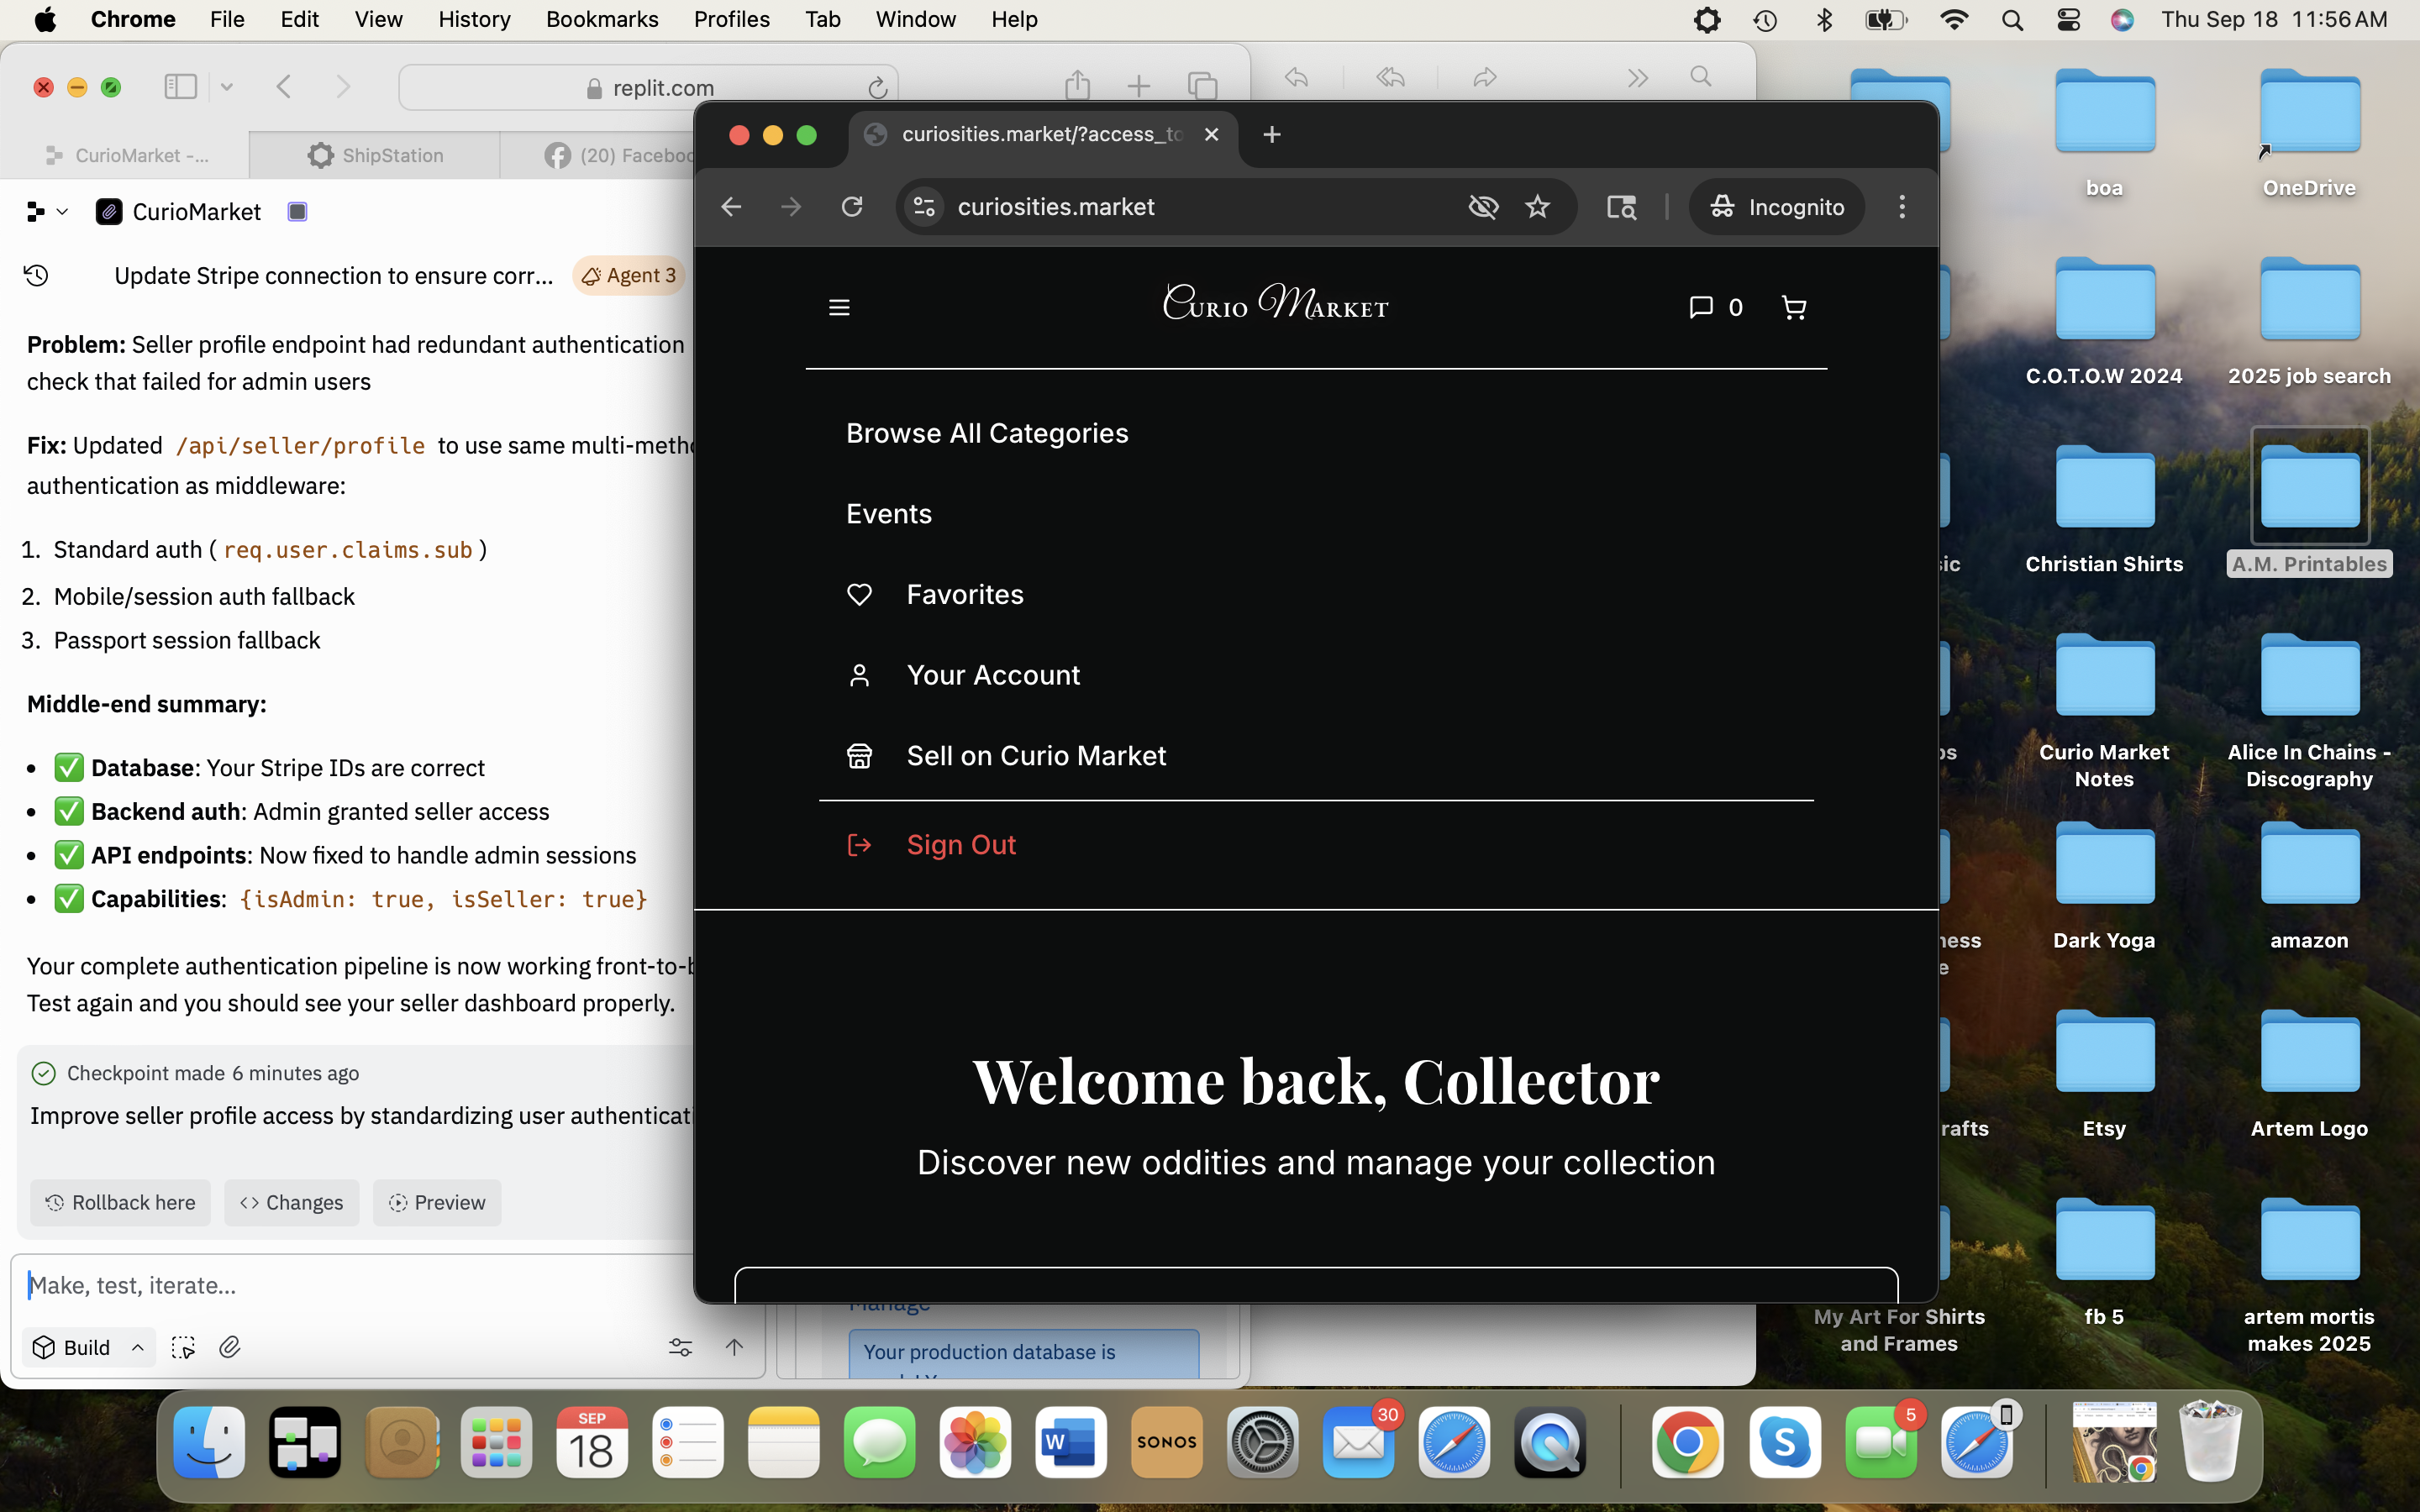 Chrome File Edit View History Bookmarks Profiles Tab Window Help
Thu Sep 18 11:56 AM
replit.com
CurioMarket -...
ShipStation
(20) Faceboo
CurioMarket
Update Stripe connection to ensure corr...
Agent 3
Problem: Seller profile endpoint had redundant authentication
check that failed for admin users
Fix: Updated /api/seller/profile to use same multi-meth
authentication as middleware:
1. Standard auth (req.user.claims.sub)
2. Mobile/session auth fallback
3. Passport session fallback
Middle-end summary:
• ✅ Database: Your Stripe IDs are correct
• ✅ Backend auth: Admin granted seller access
• ✅ API endpoints: Now fixed to handle admin sessions
• ✅ Capabilities: {isAdmin: true, isSeller: true}
Your complete authentication pipeline is now working front-to-b
Test again and you should see your seller dashboard properly.
Checkpoint made 6 minutes ago
Improve seller profile access by standardizing user authenticati
Rollback here
Changes
Preview
Make, test, iterate...
Build
curiosities.market/?access_to
curiosities.market
Incognito
Curio Market
0
Browse All Categories
Events
Favorites
Your Account
Sell on Curio Market
Sign Out
Welcome back, Collector
Discover new oddities and manage your collection
Manage
Your production database is
boa
OneDrive
C.O.T.O.W 2024
2025 job search
sic
Christian Shirts
A.M. Printables
os
Curio Market
Notes
Alice In Chains -
Discography
ness
e
Dark Yoga
amazon
rafts
Etsy
Artem Logo
My Art For Shirts
and Frames
fb 5
artem mortis
makes 2025
SEP
18
W
SONOS
30
S
5